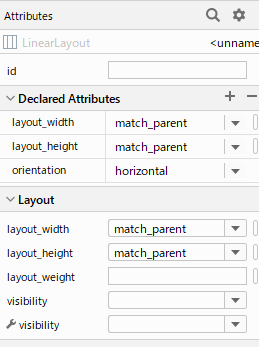 Attributes
LinearLayout <unname
id
Declared Attributes
layout_width match_parent
layout_height match_parent
orientation horizontal
Layout
layout_width match_parent
layout_height match_parent
layout_weight
visibility
visibility